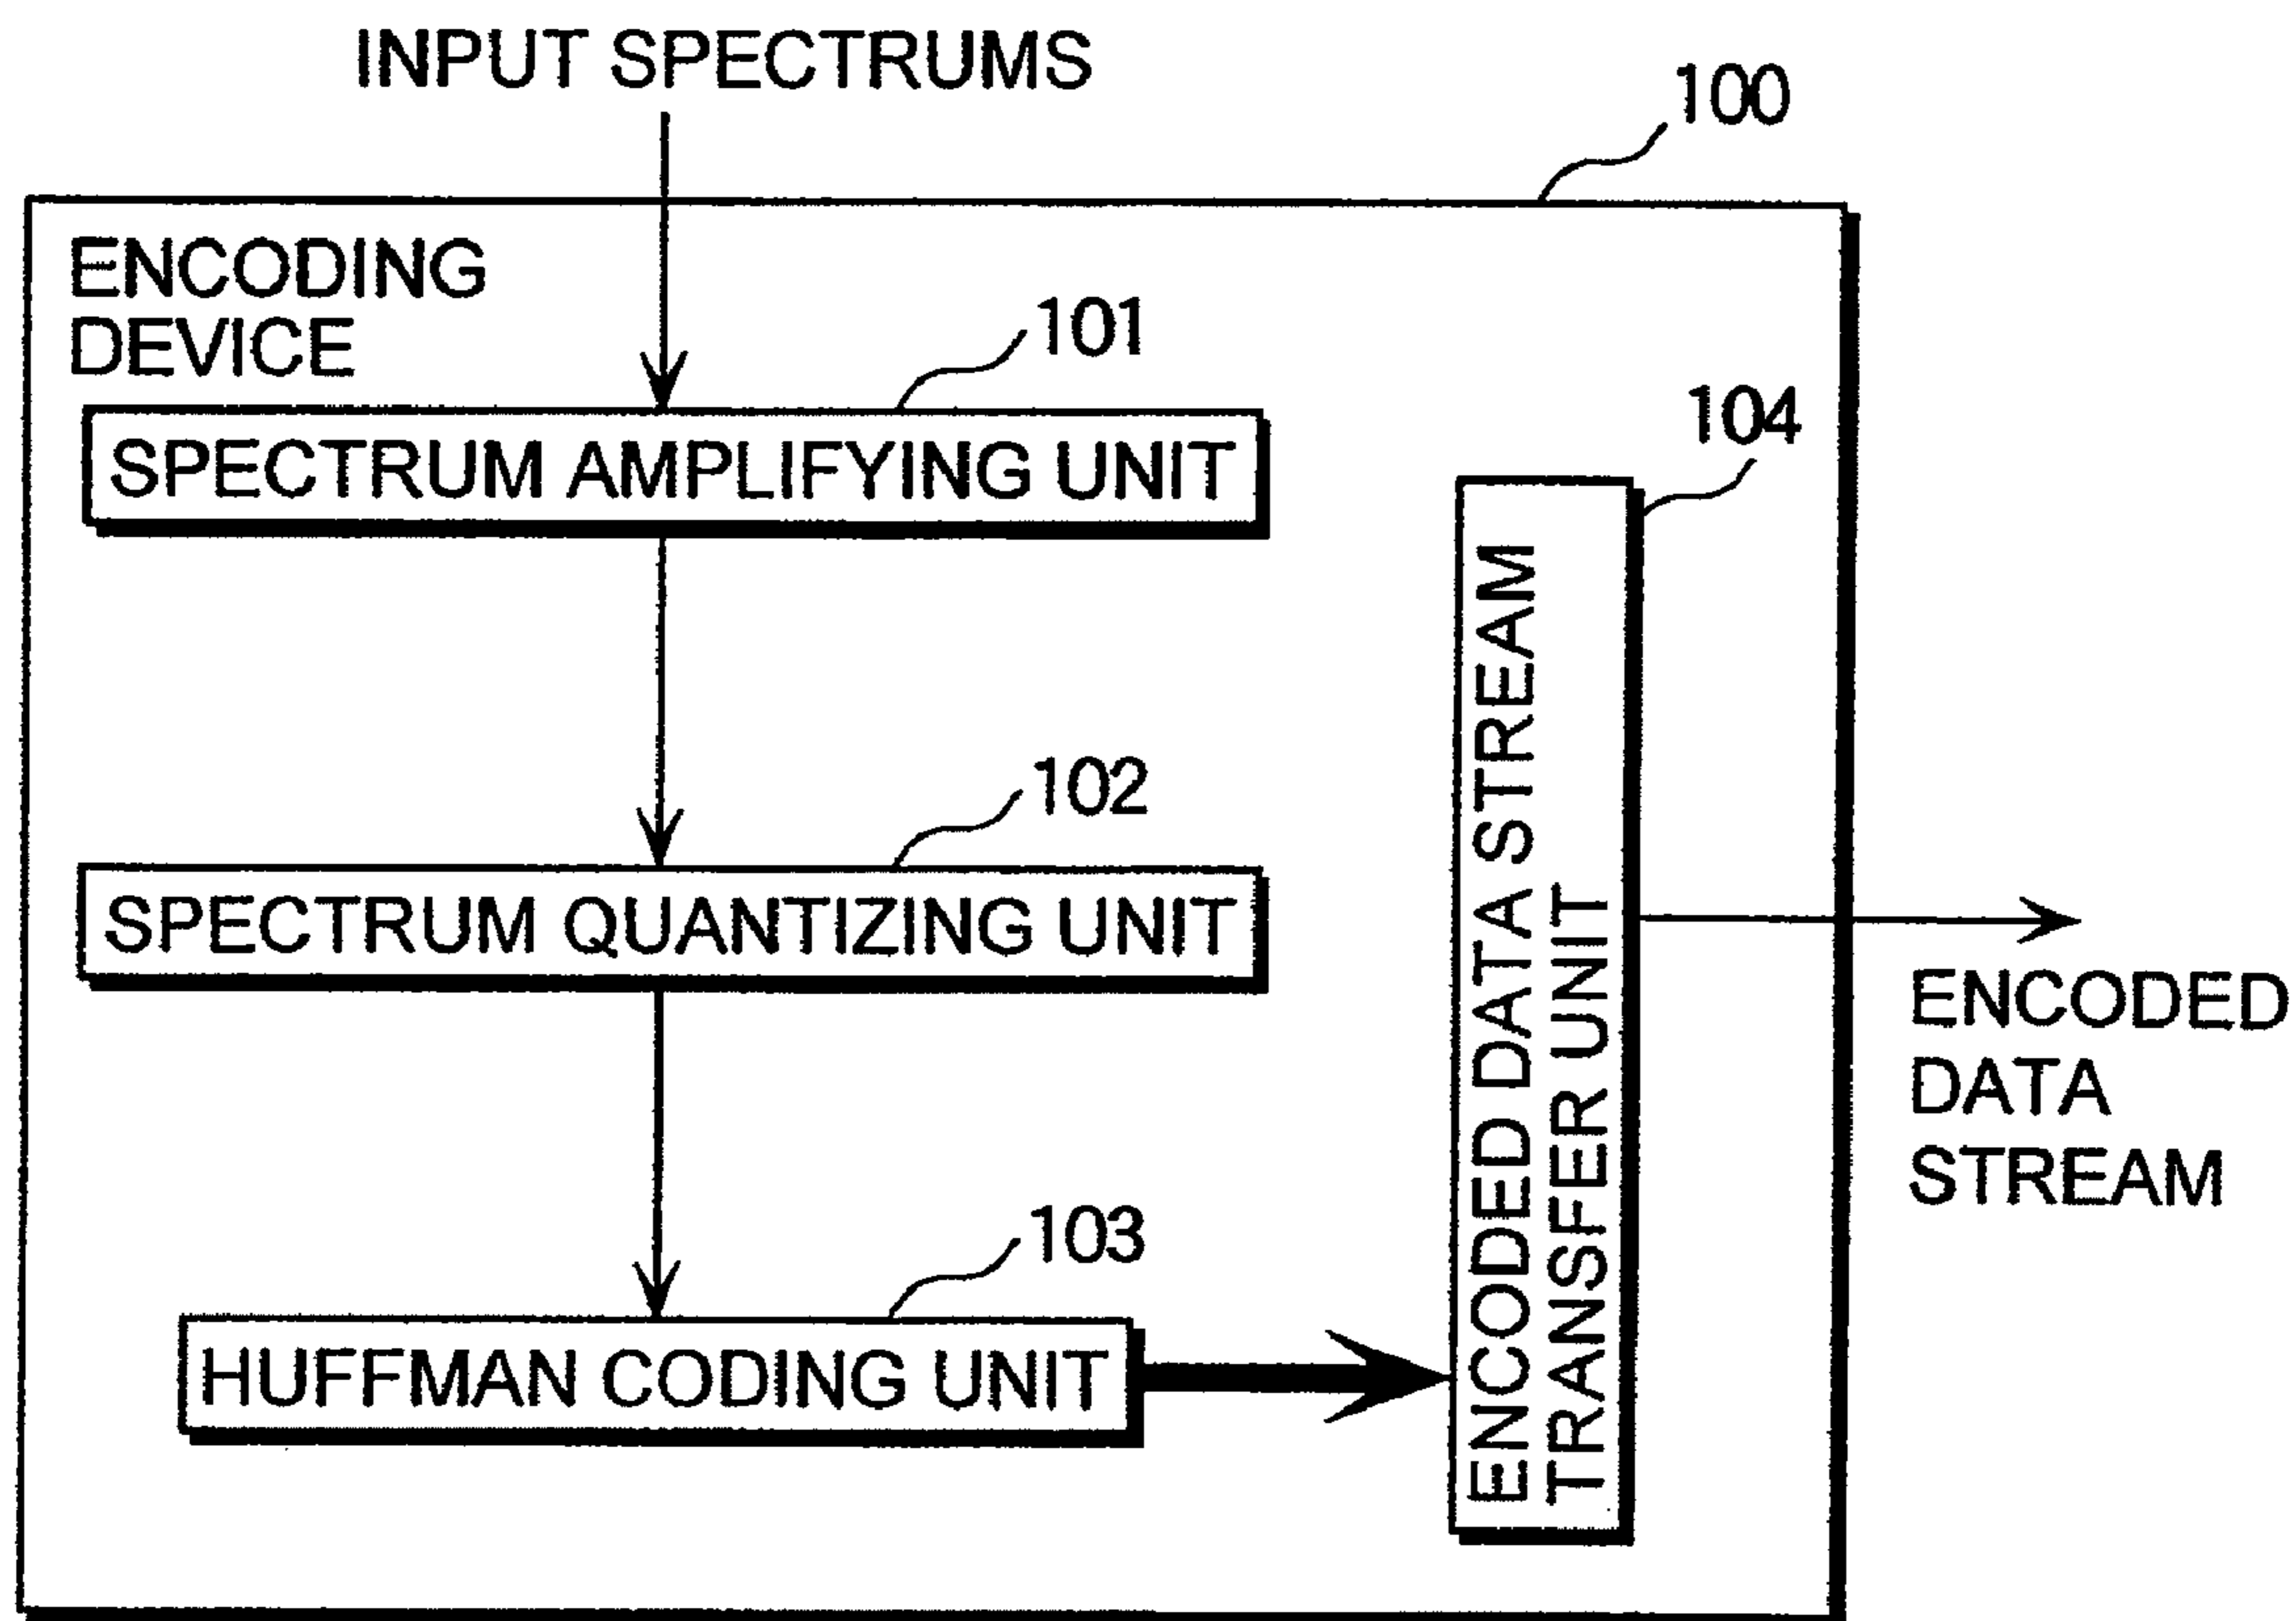 INPUT SPECTRUMS
100
ENCODING
DEVICE
101
SPECTRUM AMPLIFYING UNIT
104
ENCODED DATA STREAM
TRANSFER UNIT
102
SPECTRUM QUANTIZING UNIT
ENCODED
DATA
STREAM
103
HUFFMAN CODING UNIT